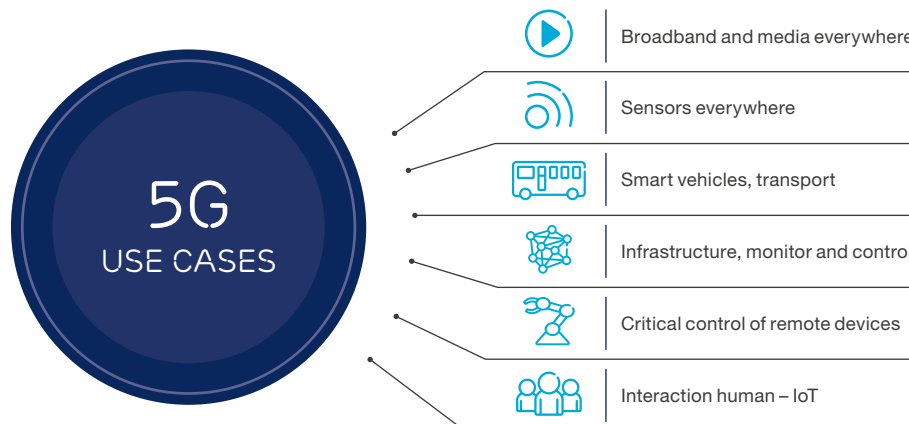 5G
USE CASES
Broadband and media everywhere
Sensors everywhere
Smart vehicles, transport
Infrastructure, monitor and contro
Critical control of remote devices
Interaction human – IoT